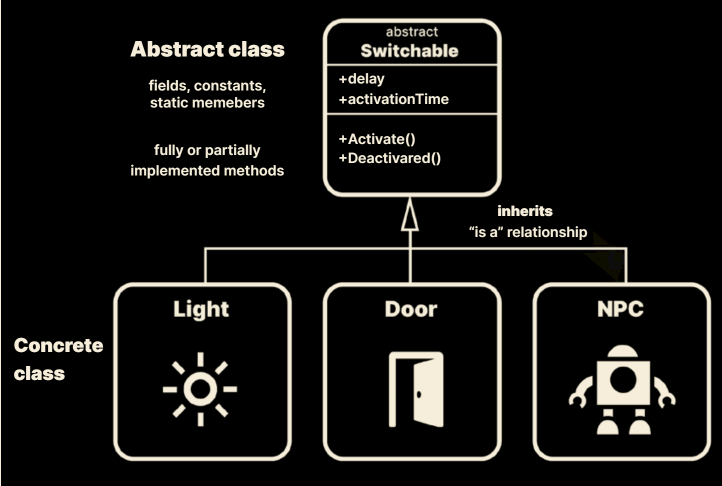 abstract
Switchable
Abstract class
fields, constants,
static memebers
+delay
+activationTime
fully or partially
implemented methods
+Activate()
+Deactivared()
inherits
“is a” relationship
Light
Door
NPC
Concrete
class